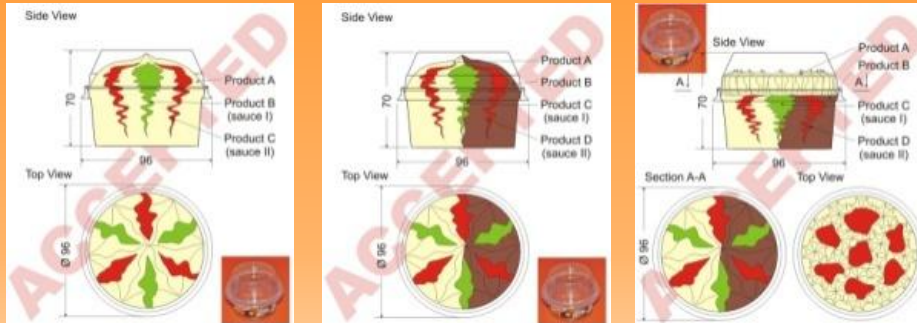 Side View
70
Product A
Product B
(sauce I)
Product C
(sauce II)
96
Top View
Ø 96
ACCEPTED
Side View
70
Product A
Product B
Product C
(sauce I)
Product D
(sauce II)
96
Top View
Ø 96
ACCEPTED
Side View
Product A
Product B
A
A
70
Product C
(sauce I)
Product D
(sauce II)
96
Section A-A
Top View
Ø 96
ACCEPTED